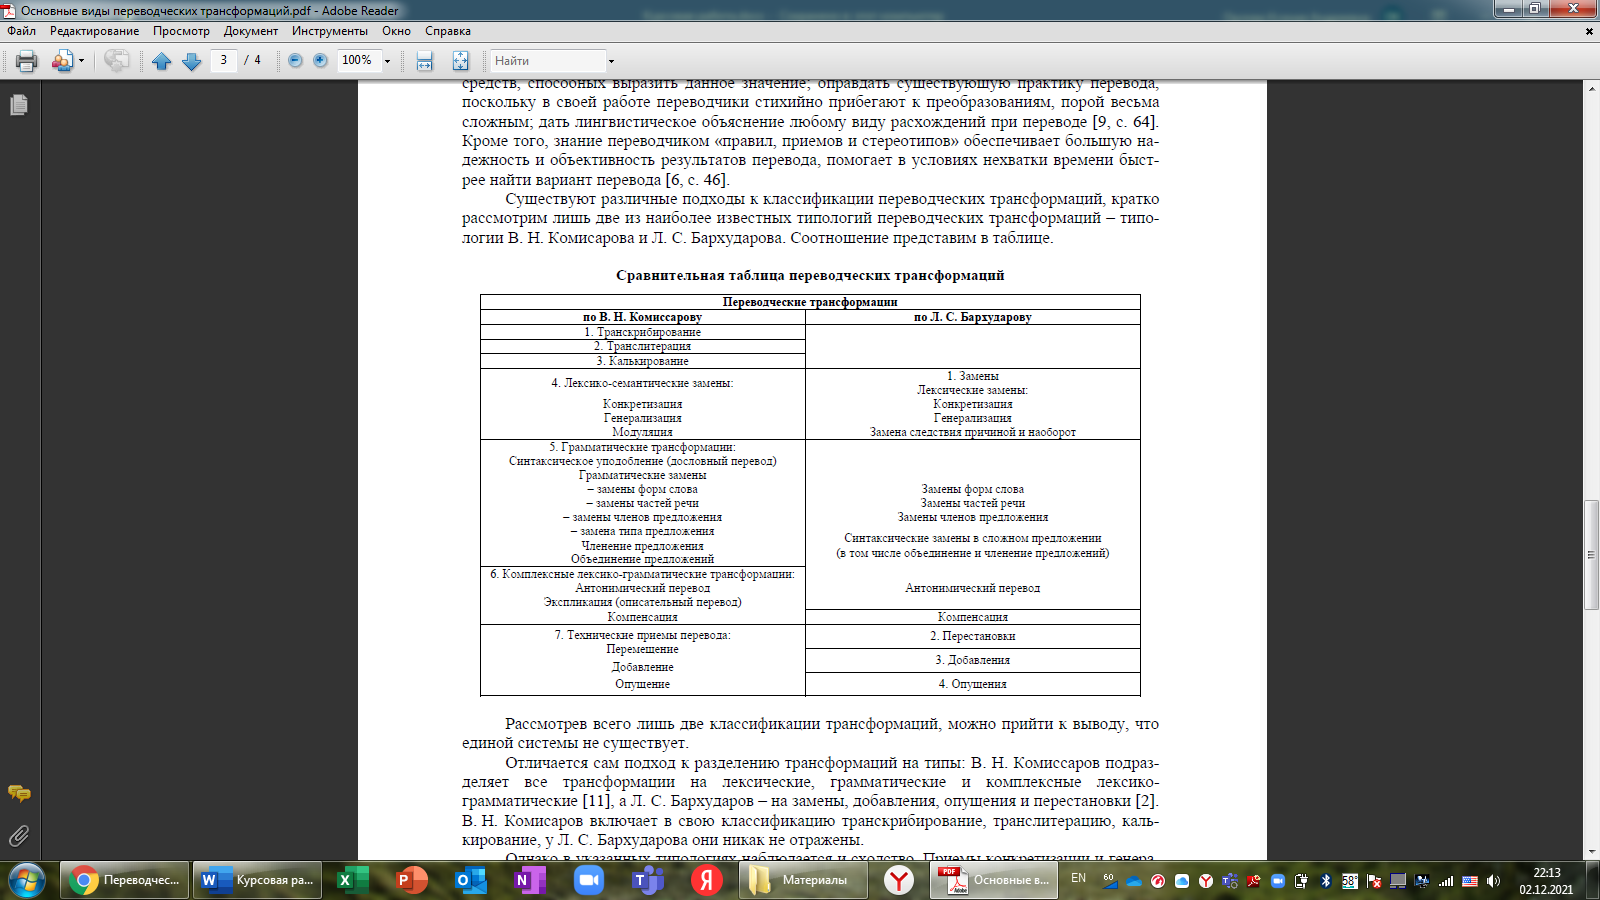 Основные виды переводческих трансформаций.pdf - Adobe Reader
Файл Редактирование Просмотр Документ Инструменты Окно Справка
3 / 4 100% Найти
средств, способных выразить данное значение; оправдать существующую практику перевода,
поскольку в своей работе переводчики стихийно прибегают к преобразованиям, порой весьма
сложным; дать лингвистическое объяснение любому виду расхождений при переводе [9, с. 64].
Кроме того, знание переводчиком «правил, приемов и стереотипов» обеспечивает большую на-
дежность и объективность результатов перевода, помогает в условиях нехватки времени быст-
рее найти вариант перевода [6, с. 46].
Существуют различные подходы к классификации переводческих трансформаций, кратко
рассмотрим лишь две из наиболее известных типологий переводческих трансформаций – типо-
логии В. Н. Комисарова и Л. С. Бархударова. Соотношение представим в таблице.
Сравнительная таблица переводческих трансформаций
Переводческие трансформации
по В. Н. Комиссарову по Л. С. Бархударову
1. Транскрибирование
2. Транслитерация
3. Калькирование
4. Лексико-семантические замены:
Конкретизация
Генерализация
Модуляция
1. Замены
Лексические замены:
Конкретизация
Генерализация
Замена следствия причиной и наоборот
5. Грамматические трансформации:
Синтаксическое уподобление (дословный перевод)
Грамматические замены
– замены форм слова
– замены частей речи
– замены членов предложения
– замена типа предложения
Членение предложения
Объединение предложений
Замены форм слова
Замены частей речи
Замены членов предложения
Синтаксические замены в сложном предложении
(в том числе объединение и членение предложений)
6. Комплексные лексико-грамматические трансформации:
Антонимический перевод
Экспликация (описательный перевод)
Компенсация
Антонимический перевод
Компенсация
7. Технические приемы перевода:
Перемещение
Добавление
Опущение
2. Перестановки
3. Добавления
4. Опущения
Рассмотрев всего лишь две классификации трансформаций, можно прийти к выводу, что
единой системы не существует.
Отличается сам подход к разделению трансформаций на типы: В. Н. Комиссаров подраз-
деляет все трансформации на лексические, грамматические и комплексные лексико-
грамматические [11], а Л. С. Бархударов – на замены, добавления, опущения и перестановки [2].
В. Н. Комисаров включает в свою классификацию транскрибирование, транслитерацию, каль-
кирование, у Л. С. Бархударова они никак не отражены.
Однако в указанных типологиях наблюдается и сходство. Приемы конкретизации и генера-
Переводчес... Курсовая ра... Материалы Основные в... EN 60 58° 22:13
02.12.2021